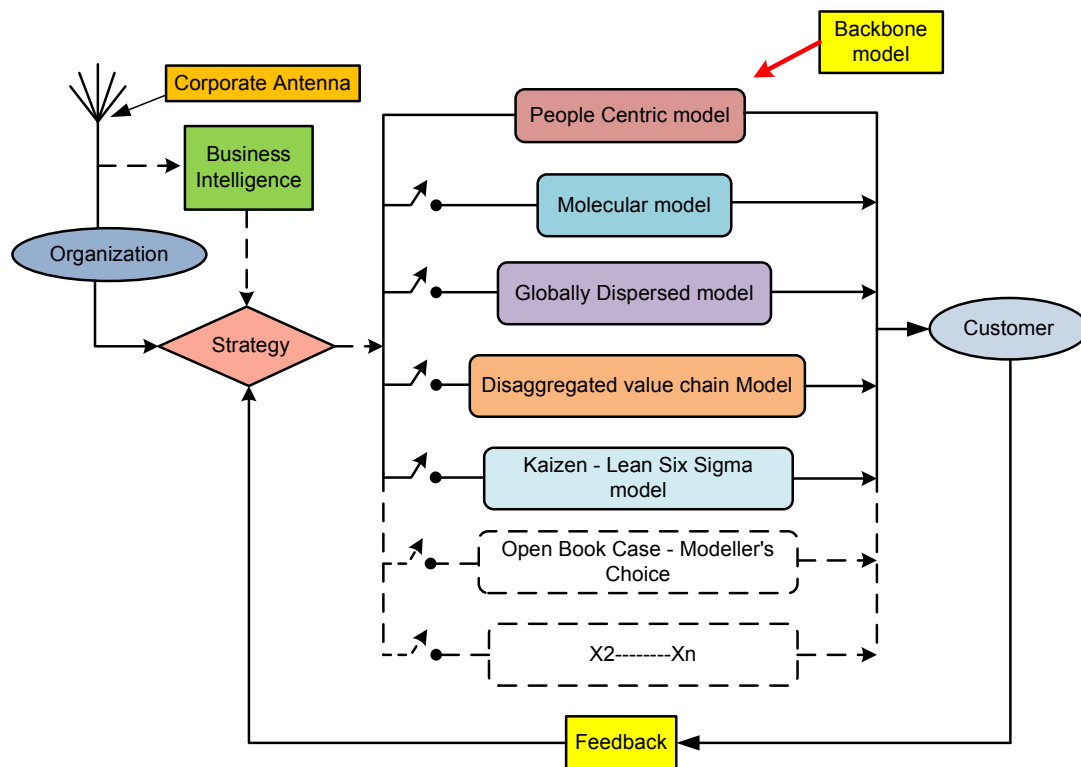 Backbone
model
Corporate Antenna
People Centric model
Business
Intelligence
Molecular model
Organization
Globally Dispersed model
Customer
Strategy
Disaggregated value chain Model
Kaizen - Lean Six Sigma
model
Open Book Case - Modeller's
Choice
X2--------Xn
Feedback